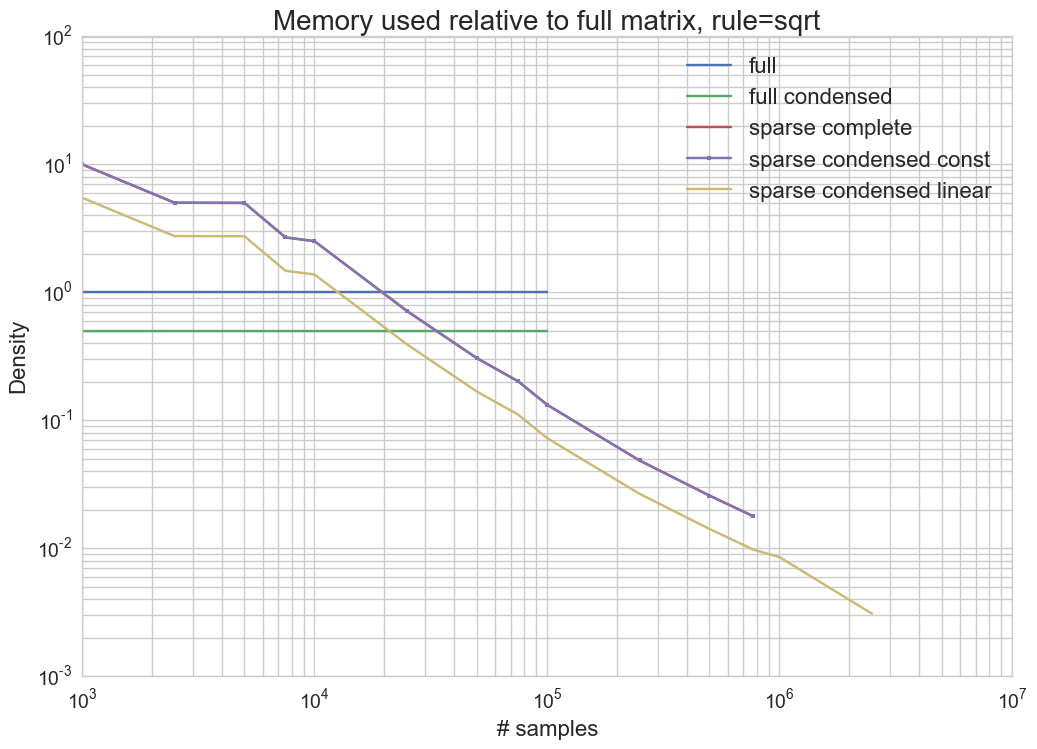 Memory used relative to full matrix, rule=sqrt
10^2
10^1
10^0
10^-1
10^-2
10^-3
Density
full
full condensed
sparse complete
sparse condensed const
sparse condensed linear
10^3 10^4 10^5 10^6 10^7
# samples